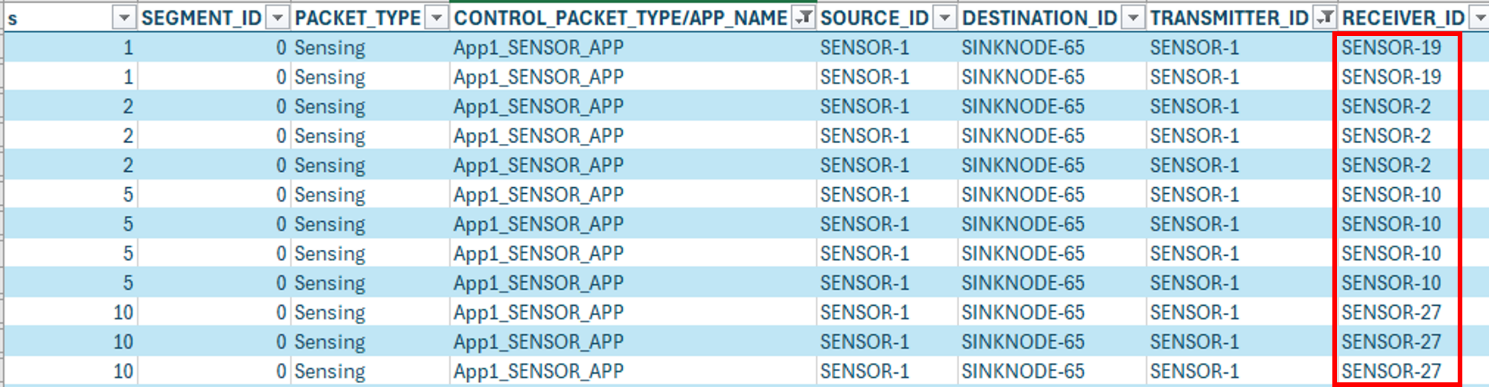 s SEGMENT_ID PACKET_TYPE CONTROL_PACKET_TYPE/APP_NAME SOURCE_ID DESTINATION_ID TRANSMITTER_ID RECEIVER_ID
1 0 Sensing App1_SENSOR_APP SENSOR-1 SINKNODE-65 SENSOR-1 SENSOR-19
1 0 Sensing App1_SENSOR_APP SENSOR-1 SINKNODE-65 SENSOR-1 SENSOR-19
2 0 Sensing App1_SENSOR_APP SENSOR-1 SINKNODE-65 SENSOR-1 SENSOR-2
2 0 Sensing App1_SENSOR_APP SENSOR-1 SINKNODE-65 SENSOR-1 SENSOR-2
2 0 Sensing App1_SENSOR_APP SENSOR-1 SINKNODE-65 SENSOR-1 SENSOR-2
5 0 Sensing App1_SENSOR_APP SENSOR-1 SINKNODE-65 SENSOR-1 SENSOR-10
5 0 Sensing App1_SENSOR_APP SENSOR-1 SINKNODE-65 SENSOR-1 SENSOR-10
5 0 Sensing App1_SENSOR_APP SENSOR-1 SINKNODE-65 SENSOR-1 SENSOR-10
5 0 Sensing App1_SENSOR_APP SENSOR-1 SINKNODE-65 SENSOR-1 SENSOR-10
10 0 Sensing App1_SENSOR_APP SENSOR-1 SINKNODE-65 SENSOR-1 SENSOR-27
10 0 Sensing App1_SENSOR_APP SENSOR-1 SINKNODE-65 SENSOR-1 SENSOR-27
10 0 Sensing App1_SENSOR_APP SENSOR-1 SINKNODE-65 SENSOR-1 SENSOR-27